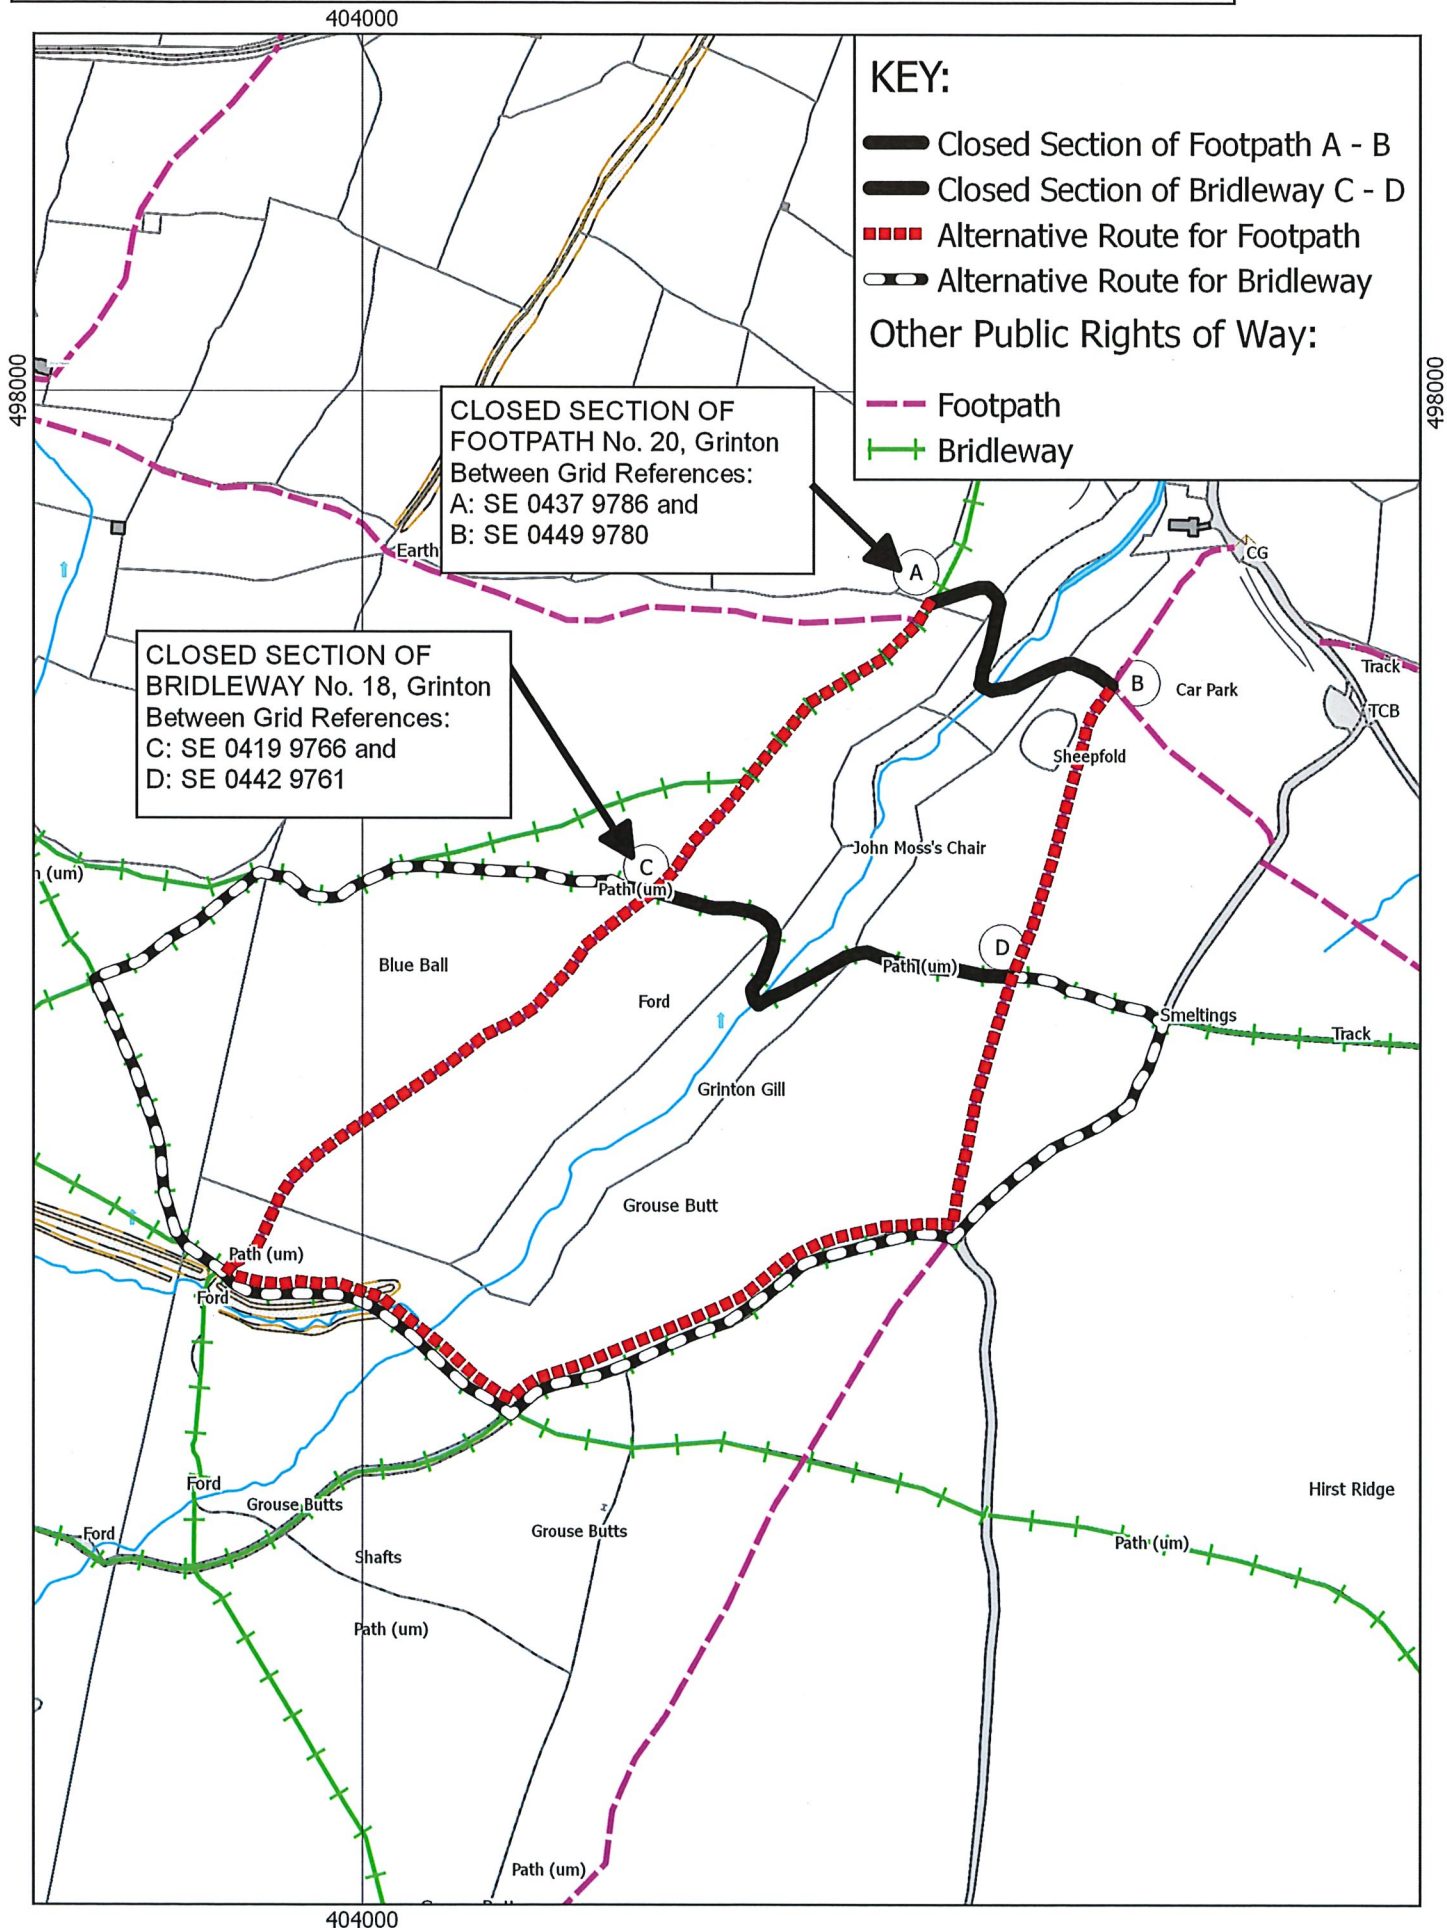 404000
498000
498000
KEY:
Closed Section of Footpath A - B
Closed Section of Bridleway C - D
Alternative Route for Footpath
Alternative Route for Bridleway
Other Public Rights of Way:
Footpath
Bridleway
CLOSED SECTION OF
FOOTPATH No. 20, Grinton
Between Grid References:
A: SE 0437 9786 and
B: SE 0449 9780
Earth
A
CG
CLOSED SECTION OF
BRIDLEWAY No. 18, Grinton
Between Grid References:
C: SE 0419 9766 and
D: SE 0442 9761
Track
B
Car Park
TCB
Sheepfold
John Moss's Chair
C
(um)
Path (um)
D
Blue Ball
Path (um)
Ford
Smeltings
Track
Grinton Gill
Grouse Butt
Path (um)
Ford
Ford
Grouse Butts
Hirst Ridge
Ford
Grouse Butts
Path (um)
Shafts
Path (um)
Path (um)
404000